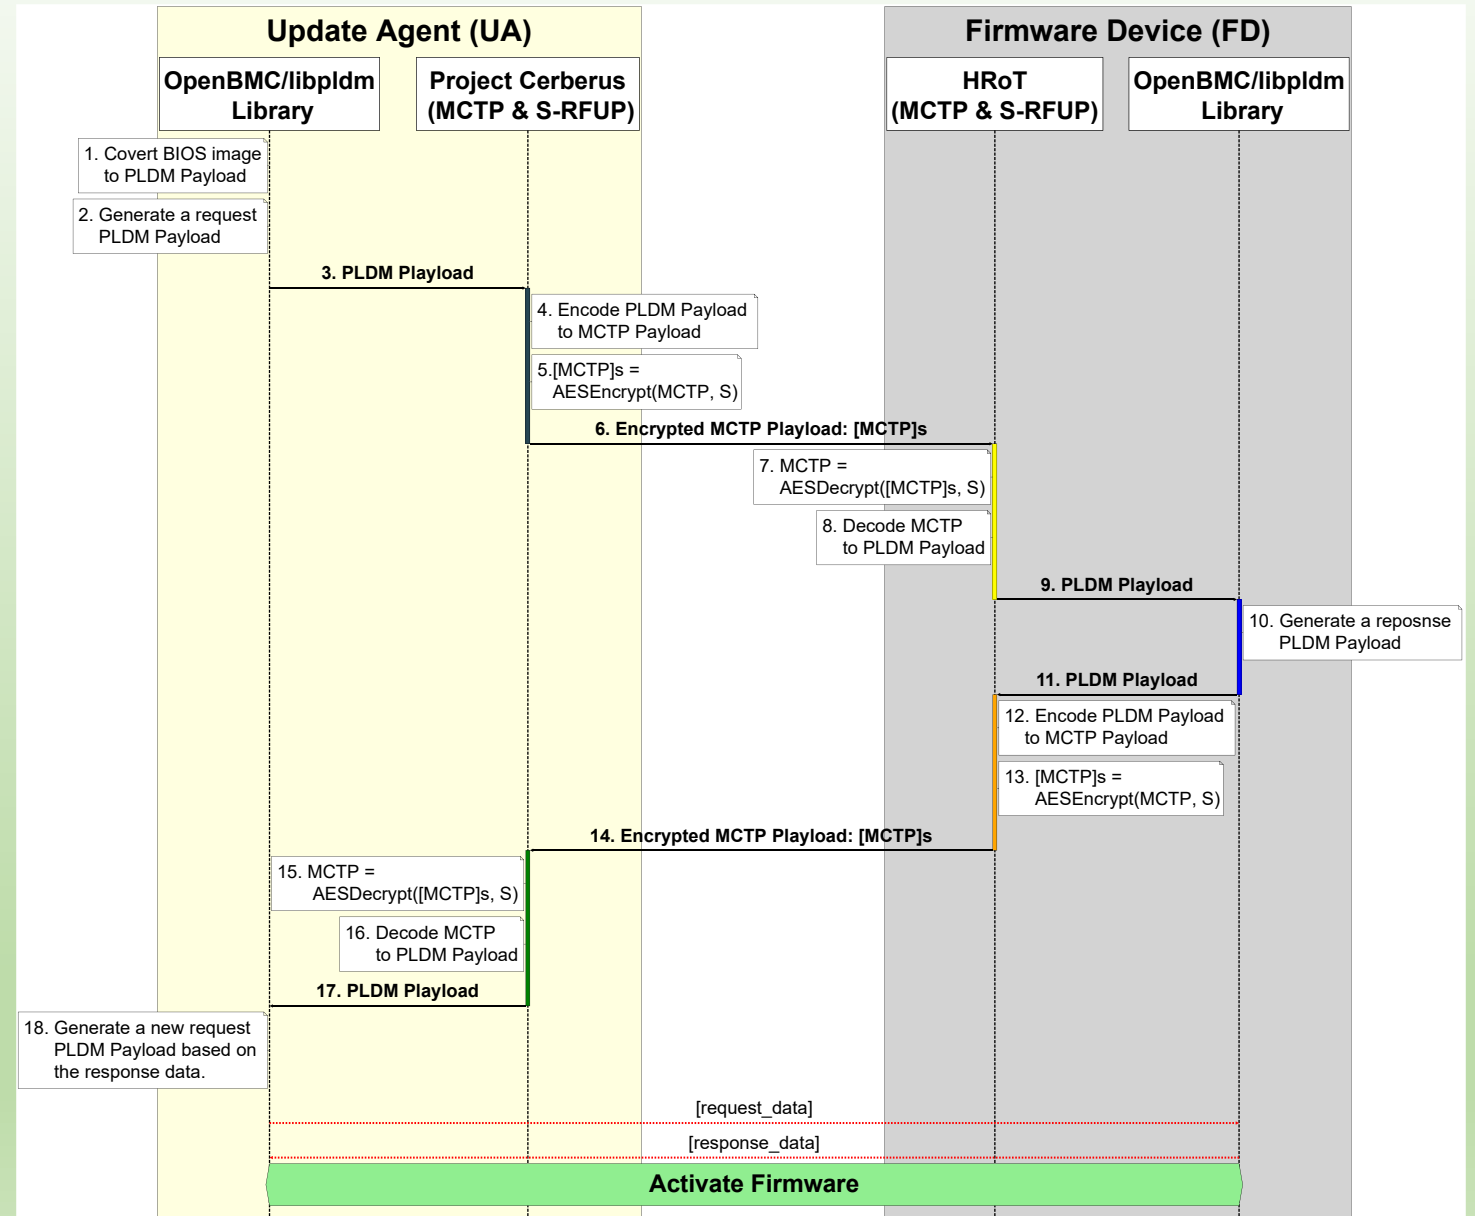 Update Agent (UA)
Firmware Device (FD)
OpenBMC/libpldm
Library
Project Cerberus
(MCTP & S-RFUP)
HRoT
(MCTP & S-RFUP)
OpenBMC/libpldm
Library
1. Covert BIOS image
to PLDM Payload
2. Generate a request
PLDM Payload
3. PLDM Playload
4. Encode PLDM Payload
to MCTP Payload
5.[MCTP]s =
AESEncrypt(MCTP, S)
6. Encrypted MCTP Playload: [MCTP]s
7. MCTP =
AESDecrypt([MCTP]s, S)
8. Decode MCTP
to PLDM Payload
9. PLDM Playload
10. Generate a reposnse
PLDM Payload
11. PLDM Playload
12. Encode PLDM Payload
to MCTP Payload
13. [MCTP]s =
AESEncrypt(MCTP, S)
14. Encrypted MCTP Playload: [MCTP]s
15. MCTP =
AESDecrypt([MCTP]s, S)
16. Decode MCTP
to PLDM Payload
17. PLDM Playload
18. Generate a new request
PLDM Payload based on
the response data.
[request_data]
[response_data]
Activate Firmware